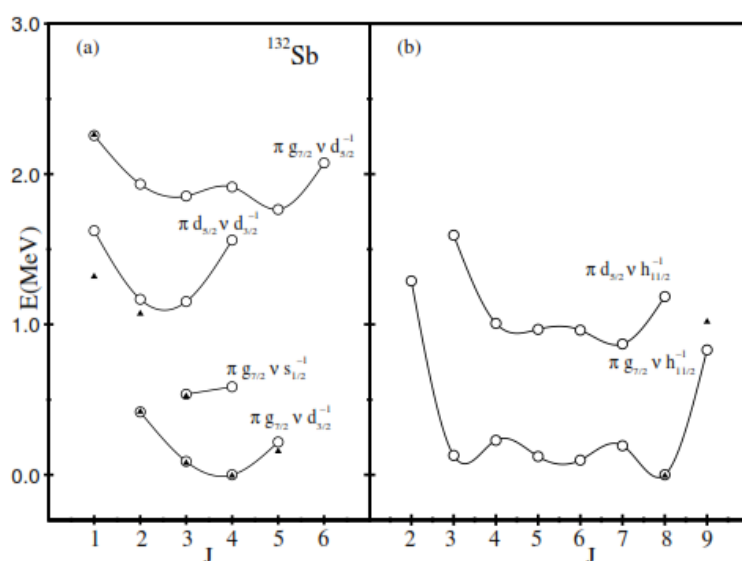 3.0
(a)
¹³²Sb
(b)
π g₇/₂ ν d₅/₂⁻¹
2.0
π d₅/₂ ν d₃/₂⁻¹
E(MeV)
π d₅/₂ ν h₁₁/₂⁻¹
1.0
π g₇/₂ ν s₁/₂⁻¹
π g₇/₂ ν h₁₁/₂⁻¹
π g₇/₂ ν d₃/₂⁻¹
0.0
1 2 3 4 5 6
2 3 4 5 6 7 8 9
J
J